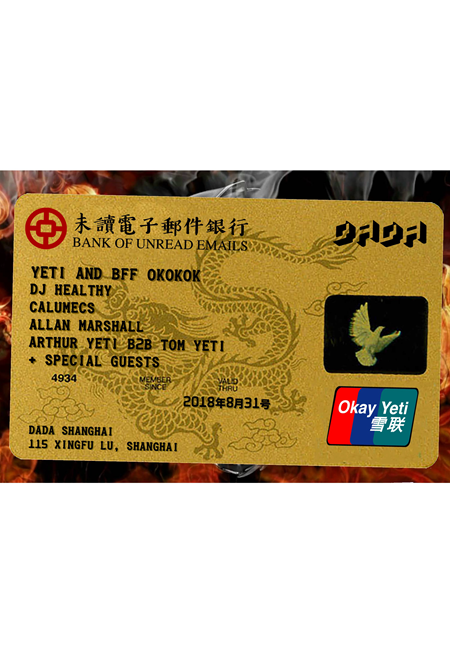 未讀電子郵件銀行
BANK OF UNREAD EMAILS
DADA
YETI AND BFF OKOKOK
DJ HEALTHY
CALUMECS
ALLAN MARSHALL
ARTHUR YETI B2B TOM YETI
+ SPECIAL GUESTS
4934 MEMBER SINCE VALID THRU
2018年8月31号
DADA SHANGHAI
115 XINGFU LU, SHANGHAI
Okay Yeti
雪联